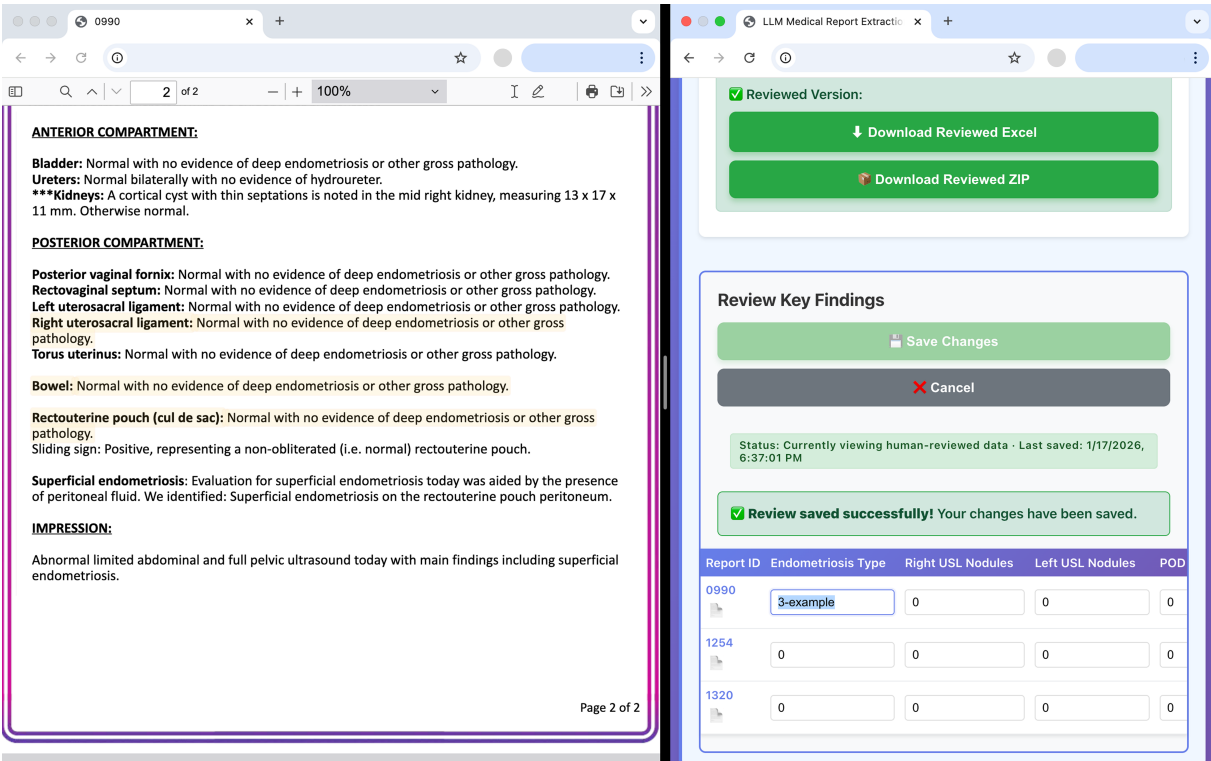 0990
2 of 2
100%
ANTERIOR COMPARTMENT:
Bladder: Normal with no evidence of deep endometriosis or other gross pathology.
Ureters: Normal bilaterally with no evidence of hydroureter.
***Kidneys: A cortical cyst with thin septations is noted in the mid right kidney, measuring 13 x 17 x
11 mm. Otherwise normal.
POSTERIOR COMPARTMENT:
Posterior vaginal fornix: Normal with no evidence of deep endometriosis or other gross pathology.
Rectovaginal septum: Normal with no evidence of deep endometriosis or other gross pathology.
Left uterosacral ligament: Normal with no evidence of deep endometriosis or other gross pathology.
Right uterosacral ligament: Normal with no evidence of deep endometriosis or other gross
pathology.
Torus uterinus: Normal with no evidence of deep endometriosis or other gross pathology.
Bowel: Normal with no evidence of deep endometriosis or other gross pathology.
Rectouterine pouch (cul de sac): Normal with no evidence of deep endometriosis or other gross
pathology.
Sliding sign: Positive, representing a non-obliterated (i.e. normal) rectouterine pouch.
Superficial endometriosis: Evaluation for superficial endometriosis today was aided by the presence
of peritoneal fluid. We identified: Superficial endometriosis on the rectouterine pouch peritoneum.
IMPRESSION:
Abnormal limited abdominal and full pelvic ultrasound today with main findings including superficial
endometriosis.
Page 2 of 2
LLM Medical Report Extractio
✅ Reviewed Version:
⬇ Download Reviewed Excel
📦 Download Reviewed ZIP
Review Key Findings
💾 Save Changes
❌ Cancel
Status: Currently viewing human-reviewed data · Last saved: 1/17/2026,
6:37:01 PM
✅ Review saved successfully! Your changes have been saved.
Report ID Endometriosis Type Right USL Nodules Left USL Nodules POD
0990 3-example 0 0 0
1254 0 0 0 0
1320 0 0 0 0